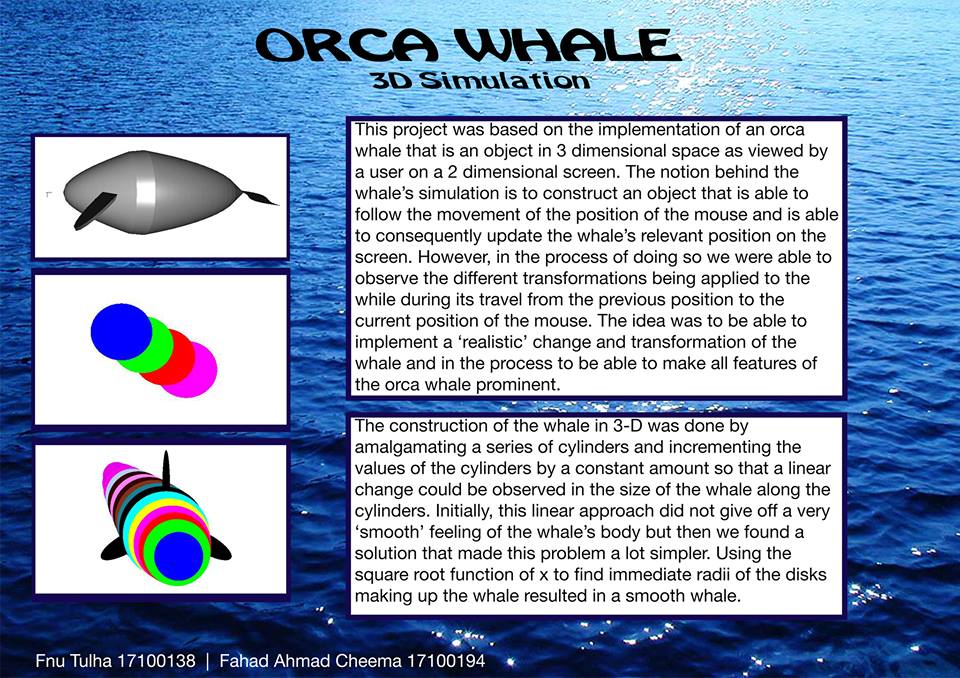 ORCA WHALE
3D Simulation
This project was based on the implementation of an orca
whale that is an object in 3 dimensional space as viewed by
a user on a 2 dimensional screen. The notion behind the
whale's simulation is to construct an object that is able to
follow the movement of the position of the mouse and is able
to consequently update the whale's relevant position on the
screen. However, in the process of doing so we were able to
observe the different transformations being applied to the
while during its travel from the previous position to the
current position of the mouse. The idea was to be able to
implement a ‘realistic’ change and transformation of the
whale and in the process to be able to make all features of
the orca whale prominent.
The construction of the whale in 3-D was done by
amalgamating a series of cylinders and incrementing the
values of the cylinders by a constant amount so that a linear
change could be observed in the size of the whale along the
cylinders. Initially, this linear approach did not give off a very
‘smooth’ feeling of the whale's body but then we found a
solution that made this problem a lot simpler. Using the
square root function of x to find immediate radii of the disks
making up the whale resulted in a smooth whale.
Fnu Tulha 17100138 | Fahad Ahmad Cheema 17100194